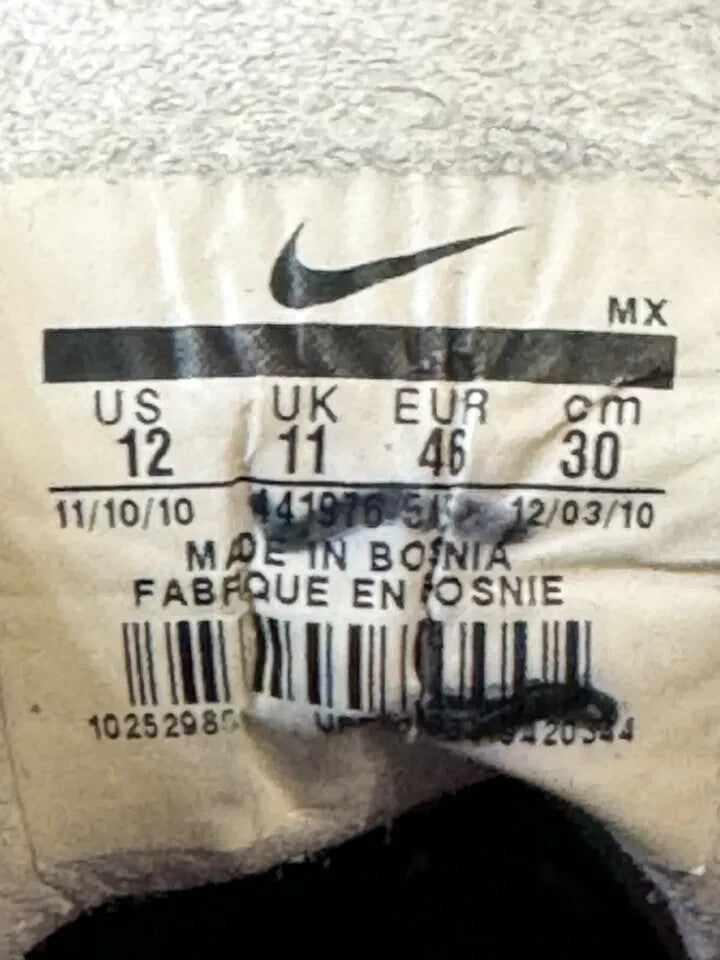 MX
US UK EUR cm
12 11 46 30
11/10/10 12/03/10
MADE IN BOSNIA
FABRIQUE EN BOSNIE